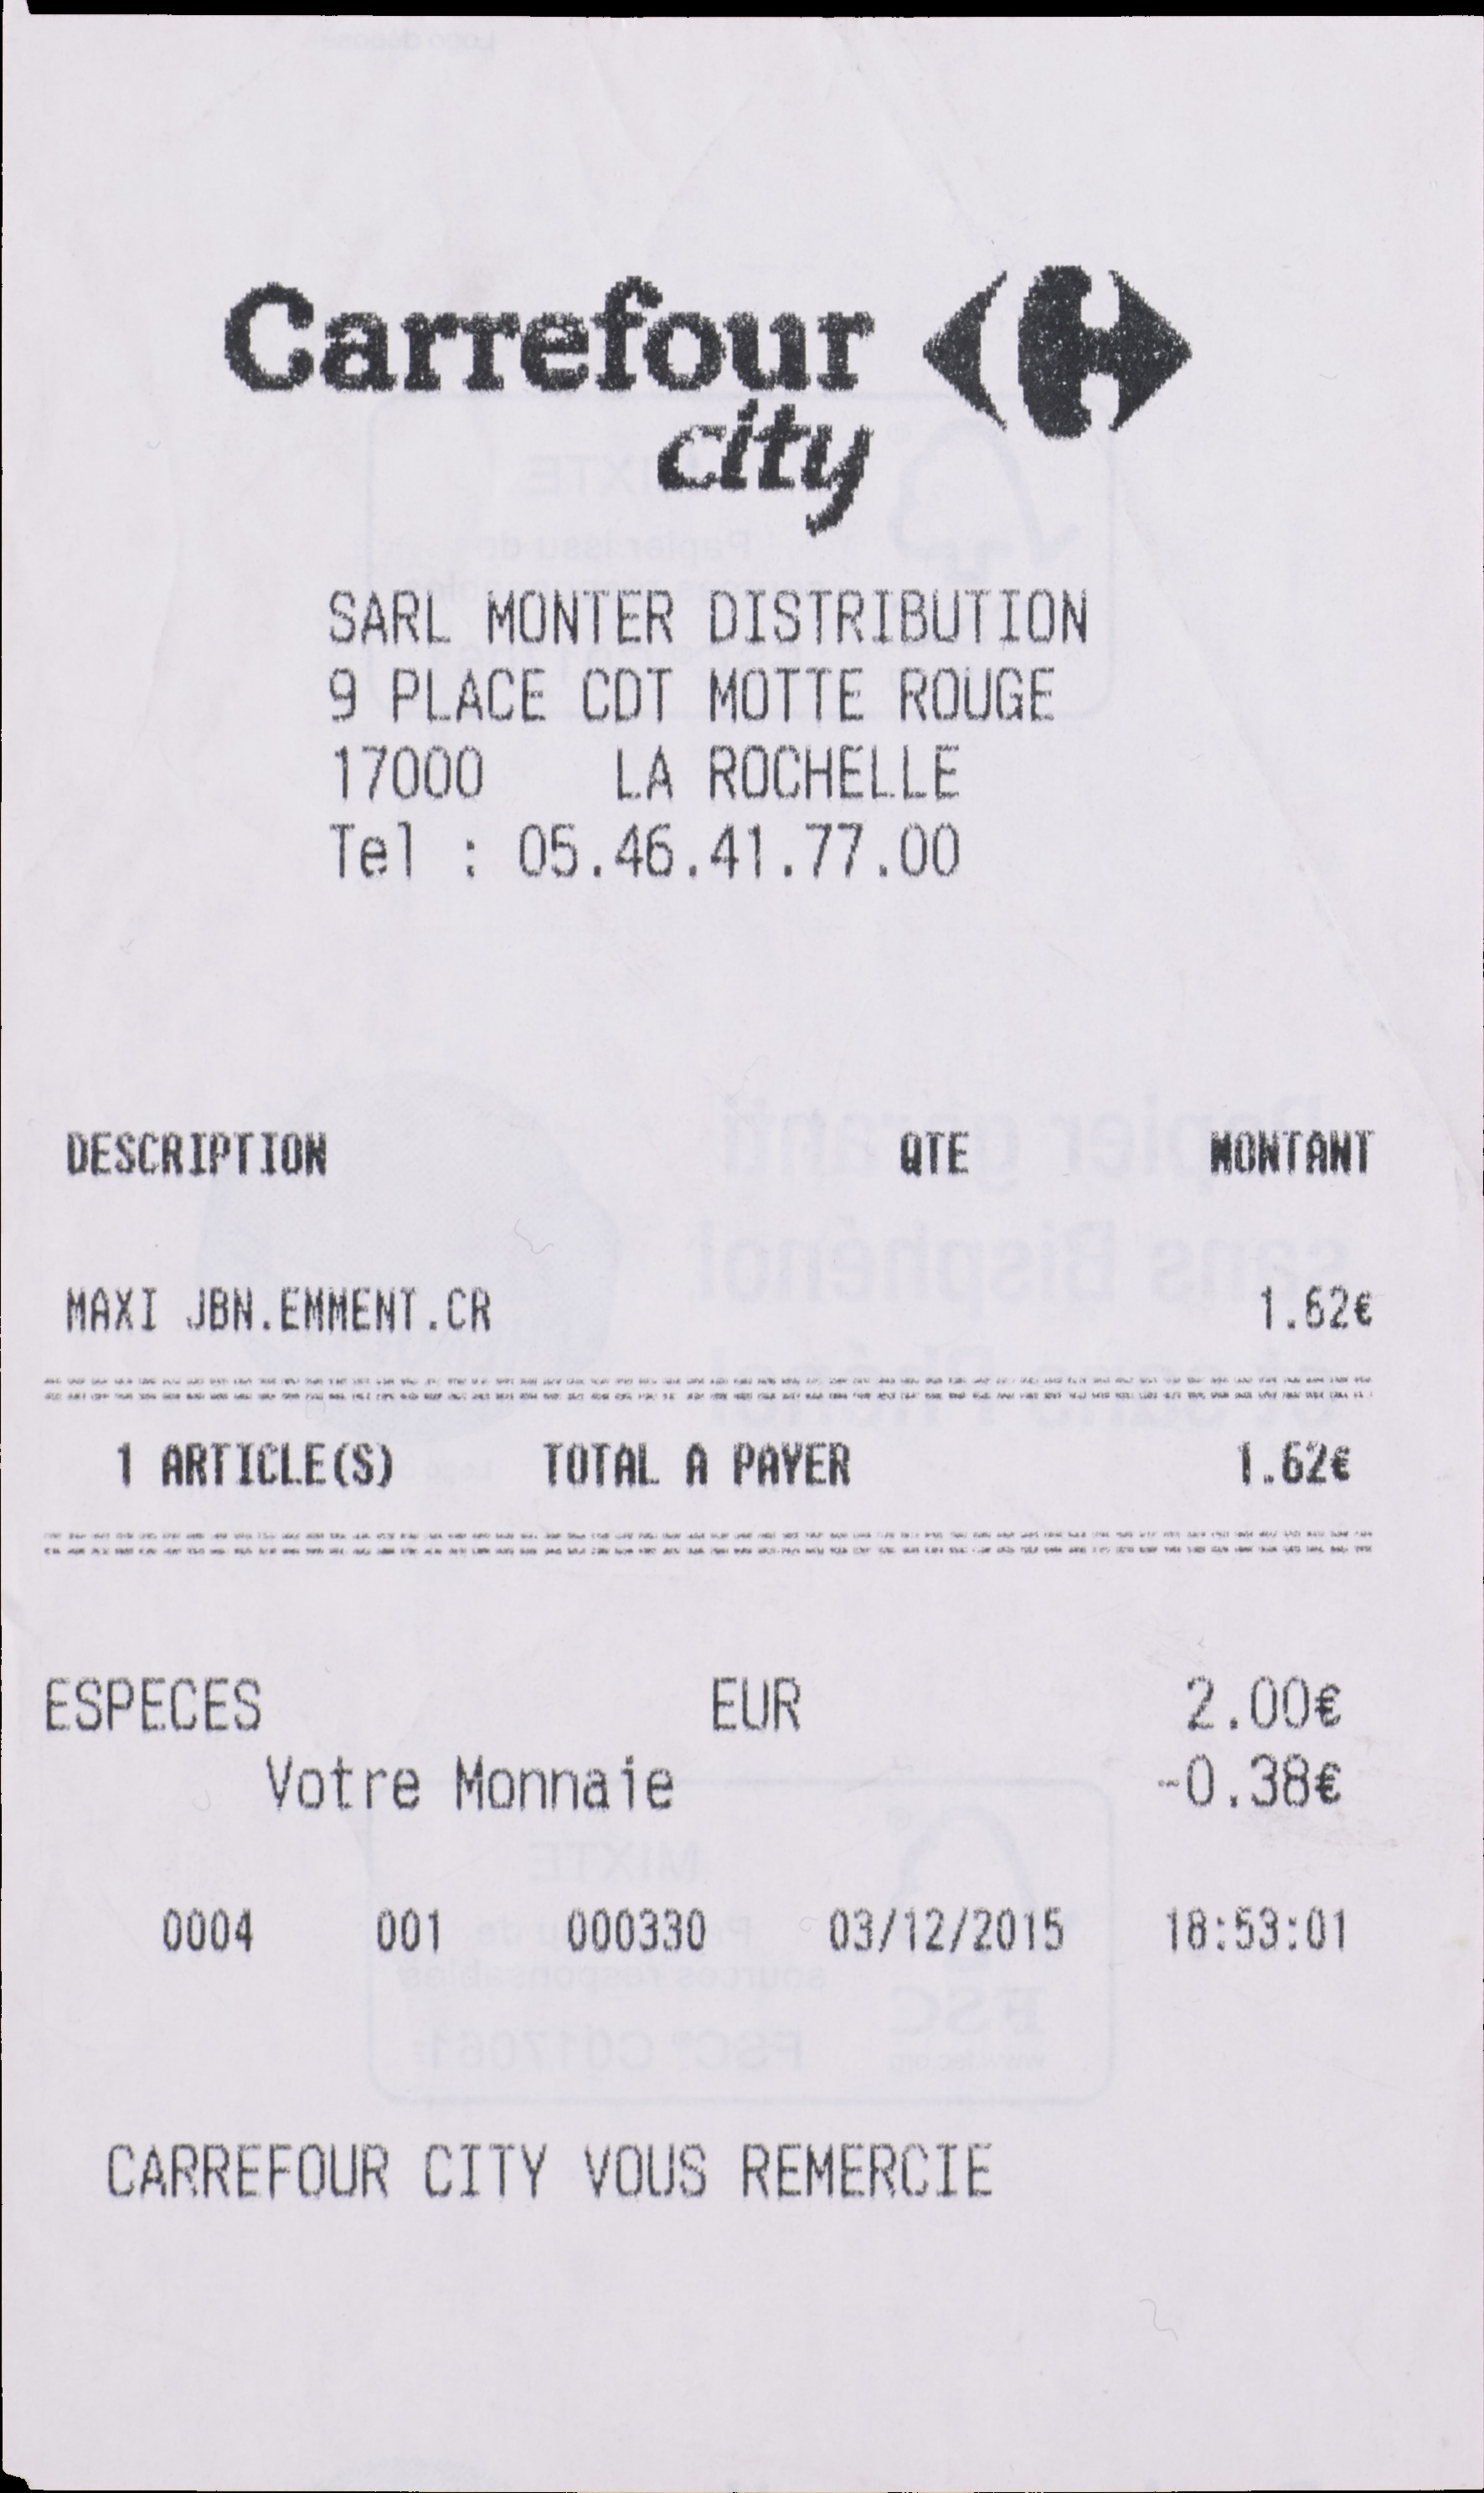 Carrefour
city
SARL MONTER DISTRIBUTION
9 PLACE CDT MOTTE ROUGE
17000 LA ROCHELLE
Tel : 05.46.41.77.00
DESCRIPTION QTE MONTANT
MAXI JBN.EMMENT.CR 1.62€
1 ARTICLE(S) TOTAL A PAYER 1.62€
ESPECES EUR 2.00€
Votre Monnaie -0.38€
0004 001 000330 03/12/2015 18:53:01
CARREFOUR CITY VOUS REMERCIE